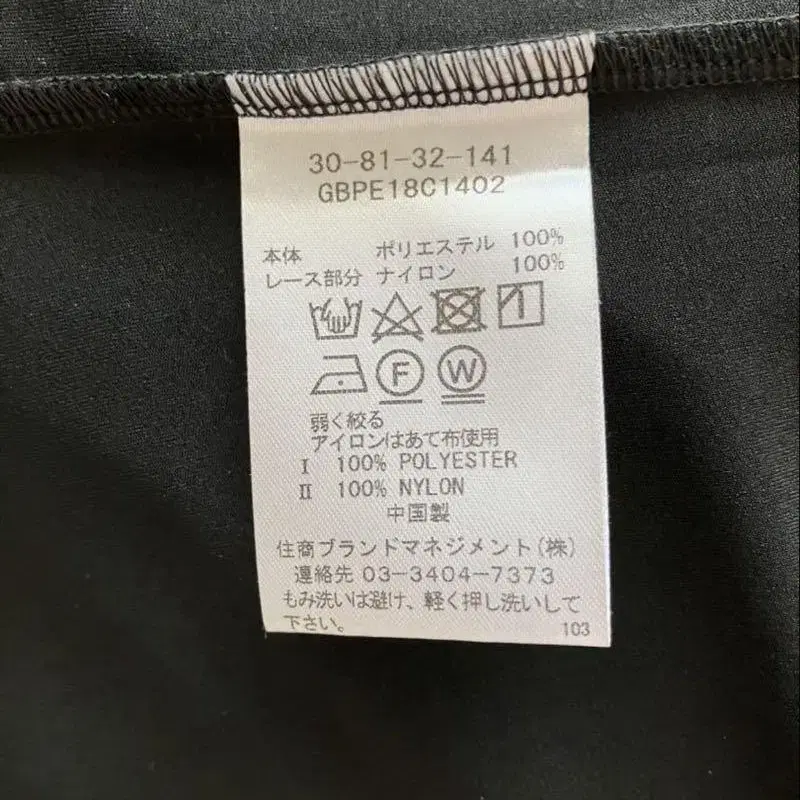 30-81-32-141
GBPE18C1402
本体 ポリエステル 100%
レース部分 ナイロン 100%
F W
弱く絞る
アイロンはあて布使用
I 100% POLYESTER
II 100% NYLON
中国製
住商ブランドマネジメント(株)
連絡先 03-3404-7373
もみ洗いは避け、軽く押し洗いして
下さい。
103